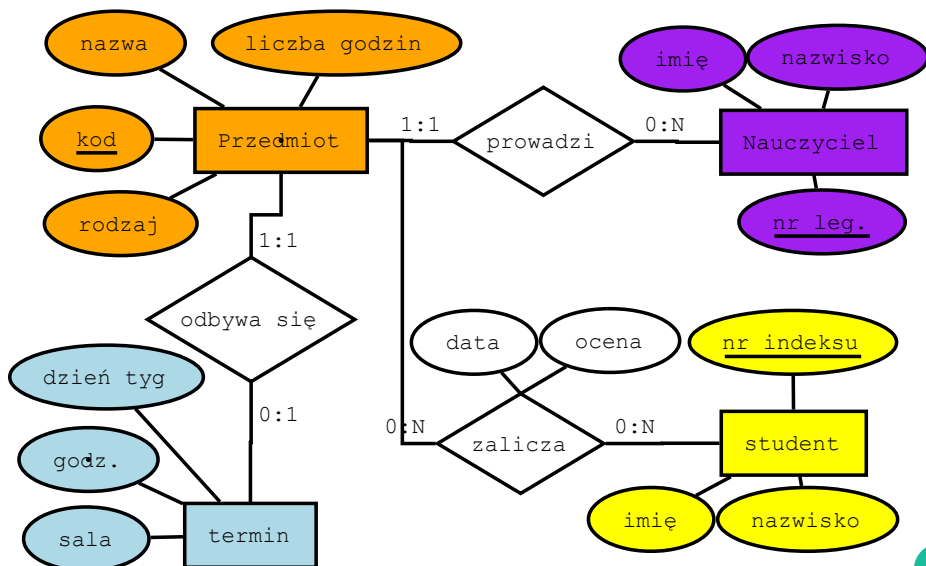 nazwa
liczba godzin
imię
nazwisko
kod
Przedmiot
1:1
prowadzi
0:N
Nauczyciel
rodzaj
nr leg.
1:1
odbywa się
data
ocena
nr indeksu
dzień tyg
0:1
0:N
zalicza
0:N
student
godz.
sala
termin
imię
nazwisko